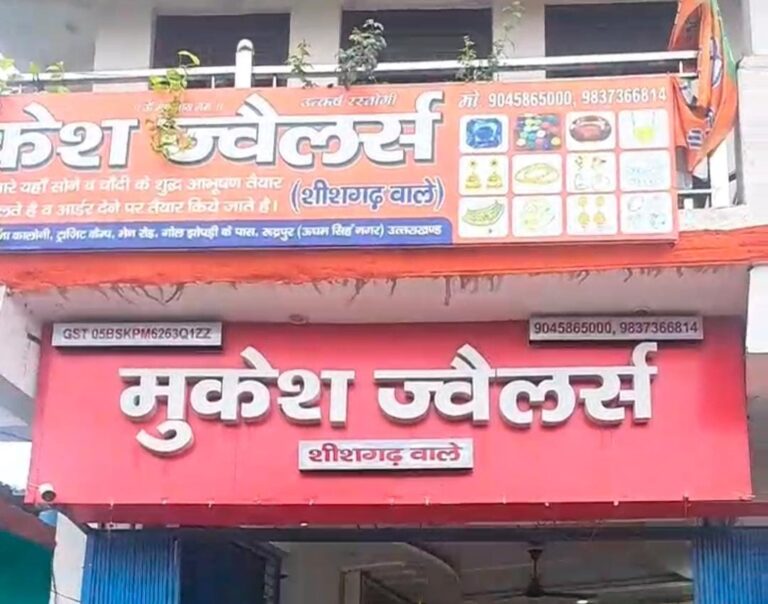 ।। ॐ साईं नाथ नमः ।।
उत्कर्ष रस्तोगी
मो. 9045865000, 9837366814
केश ज्वैलर्स
रे यहाँ सोने व चाँदी के शुद्ध आभूषण तैयार
लते है व आर्डर देने पर तैयार किये जाते है।
(शीशगढ़ वाले)
कालोनी, ट्रांजिट कैम्प, मेन रोड, गोल झोपड़ी के पास, रूद्रपुर (ऊधम सिंह नगर) उत्तराखण्ड
GST 05BSKPM6263Q1ZZ
9045865000, 9837366814
मुकेश ज्वैलर्स
शीशगढ़ वाले